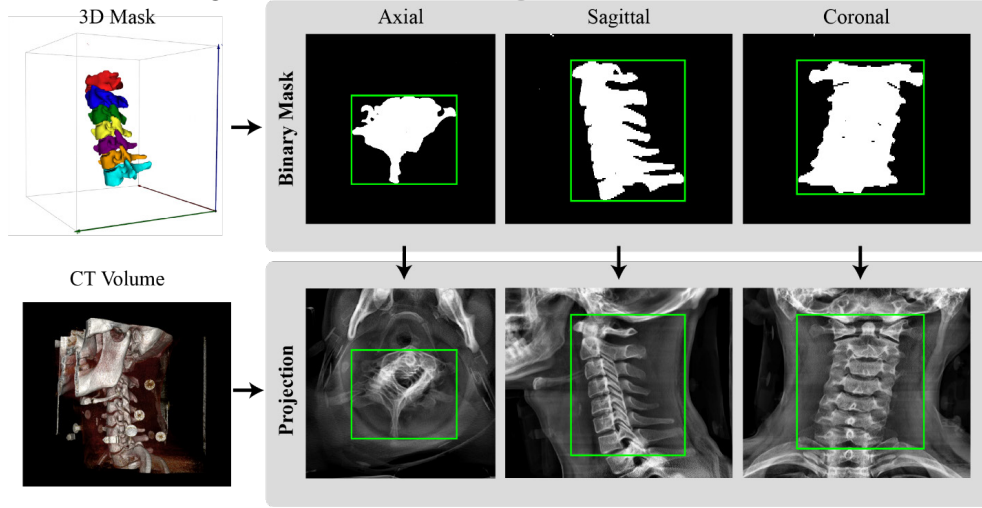 3D Mask
Axial
Sagittal
Coronal
Binary Mask
CT Volume
Projection